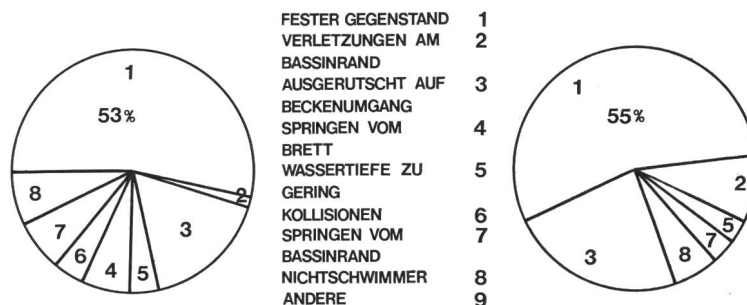 FESTER GEGENSTAND 1
VERLETZUNGEN AM 2
BASSINRAND
AUSGERUTSCHT AUF 3
BECKENUMGANG
SPRINGEN VOM 4
BRETT
WASSERTIEFE ZU 5
GERING
KOLLISIONEN 6
SPRINGEN VOM 7
BASSINRAND
NICHTSCHWIMMER 8
ANDERE 9
1
53%
2
3
5
4
6
7
8
1
55%
2
5
7
8
3